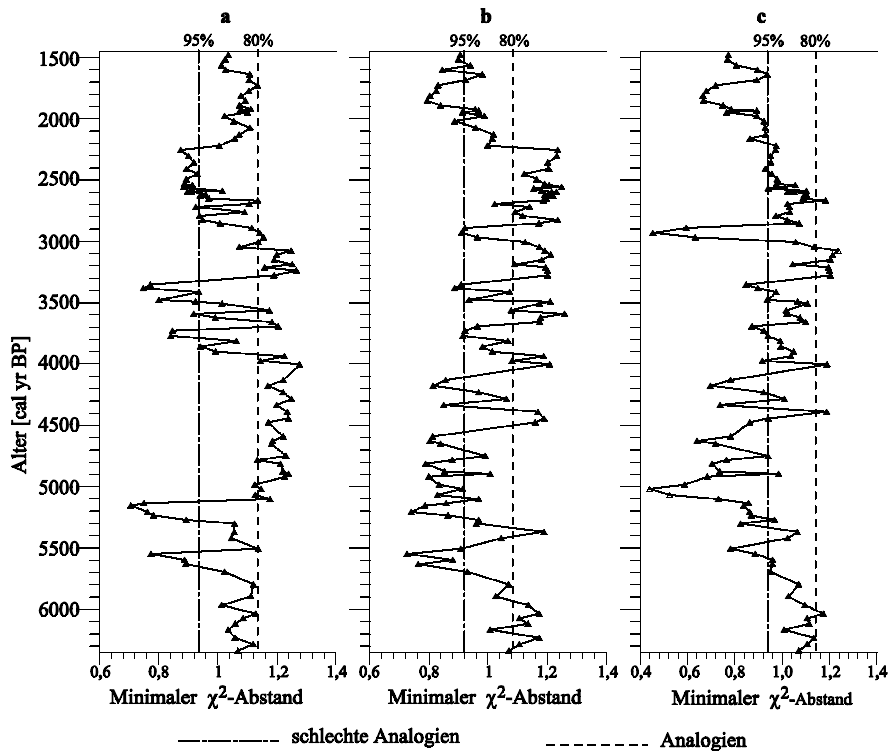 a b c
95% 80% 95% 80% 95% 80%
1500
2000
2500
3000
3500
4000
4500
5000
5500
6000
Alter [cal yr BP]
0,6 0,8 1 1,2 1,4 0,6 0,8 1 1,2 1,4 0,4 0,6 0,8 1 1,2 1,4
Minimaler χ²-Abstand Minimaler χ²-Abstand Minimaler χ²-Abstand
schlechte Analogien Analogien